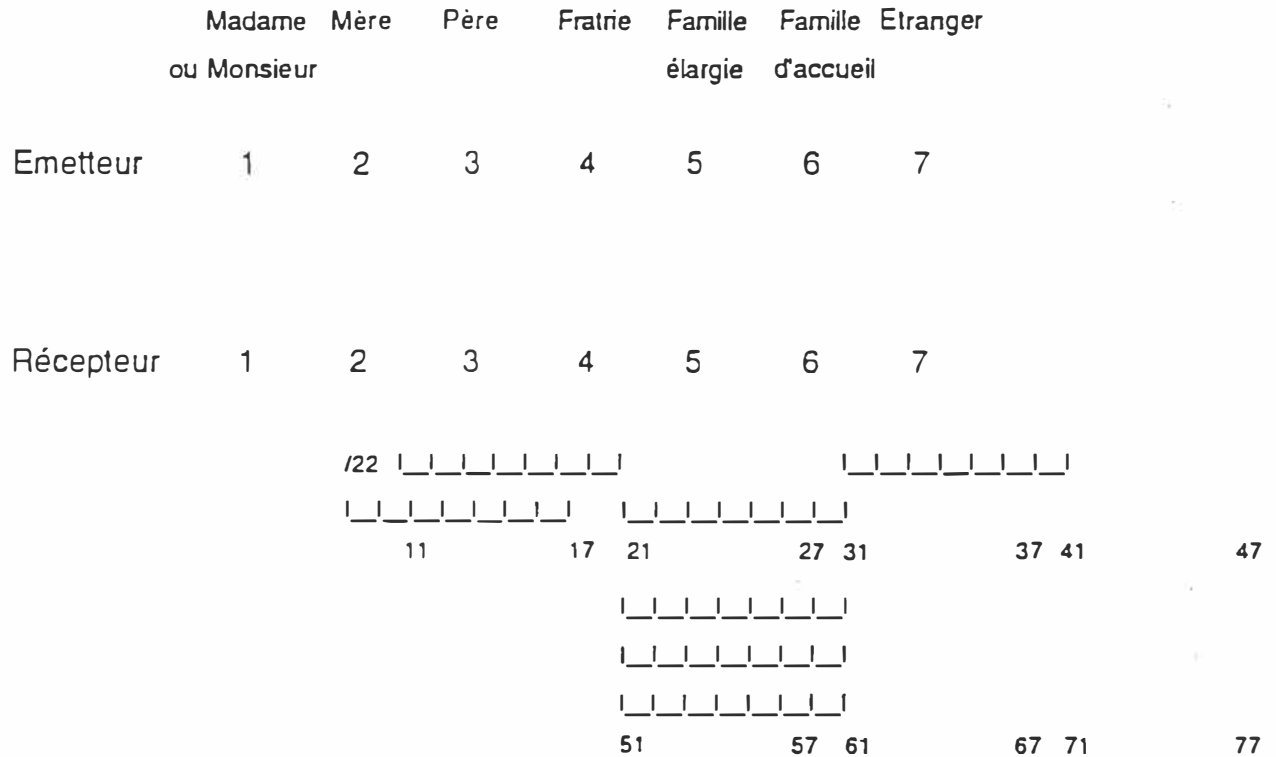 Madame Mère Père Fratrie Famille Famille Etranger
ou Monsieur élargie d'accueil
Emetteur 1 2 3 4 5 6 7
Récepteur 1 2 3 4 5 6 7
/22 |_|_|_|_|_|_|_| |_|_|_|_|_|_|_|
|_|_|_|_|_|_|_| |_|_|_|_|_|_|_|
11 17 21 27 31 37 41 47
|_|_|_|_|_|_|_|
|_|_|_|_|_|_|_|
|_|_|_|_|_|_|_|
51 57 61 67 71 77